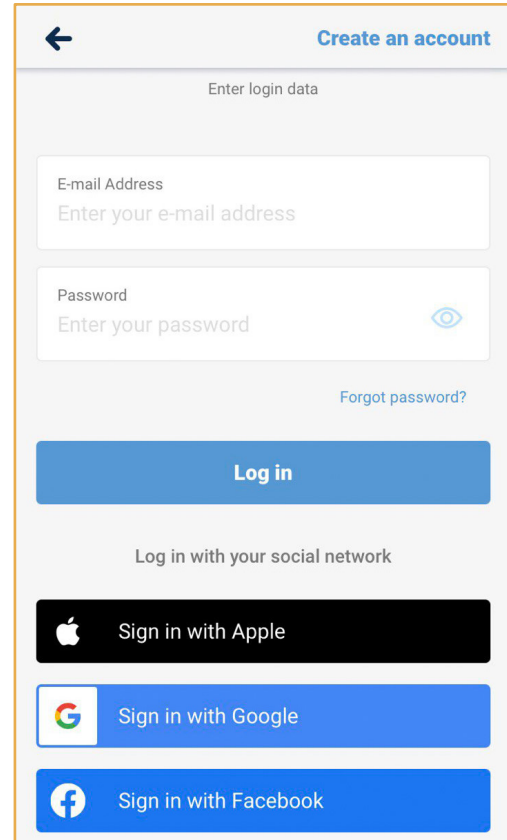 Create an account
Enter login data
E-mail Address
Enter your e-mail address
Password
Enter your password
Forgot password?
Log in
Log in with your social network
Sign in with Apple
Sign in with Google
Sign in with Facebook